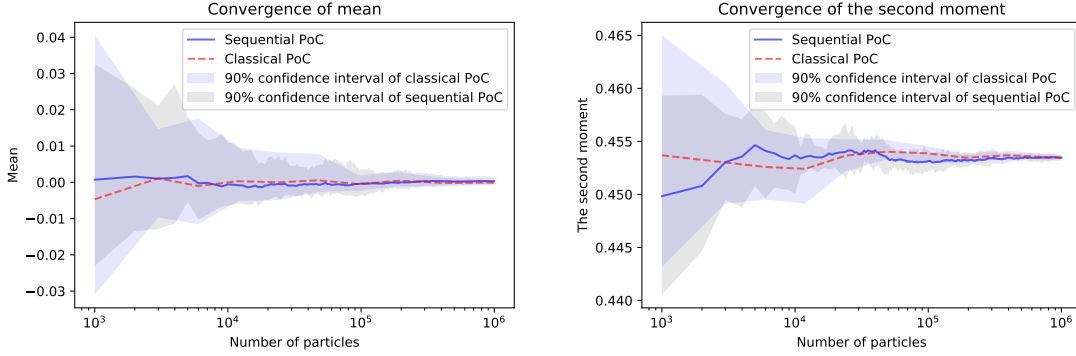 Convergence of mean
0.04
0.03
0.02
0.01
0.00
−0.01
−0.02
−0.03
Mean
Sequential PoC
Classical PoC
90% confidence interval of classical PoC
90% confidence interval of sequential PoC
10³ 10⁴ 10⁵ 10⁶
Number of particles
Convergence of the second moment
0.465
0.460
0.455
0.450
0.445
0.440
The second moment
Sequential PoC
Classical PoC
90% confidence interval of classical PoC
90% confidence interval of sequential PoC
10³ 10⁴ 10⁵ 10⁶
Number of particles